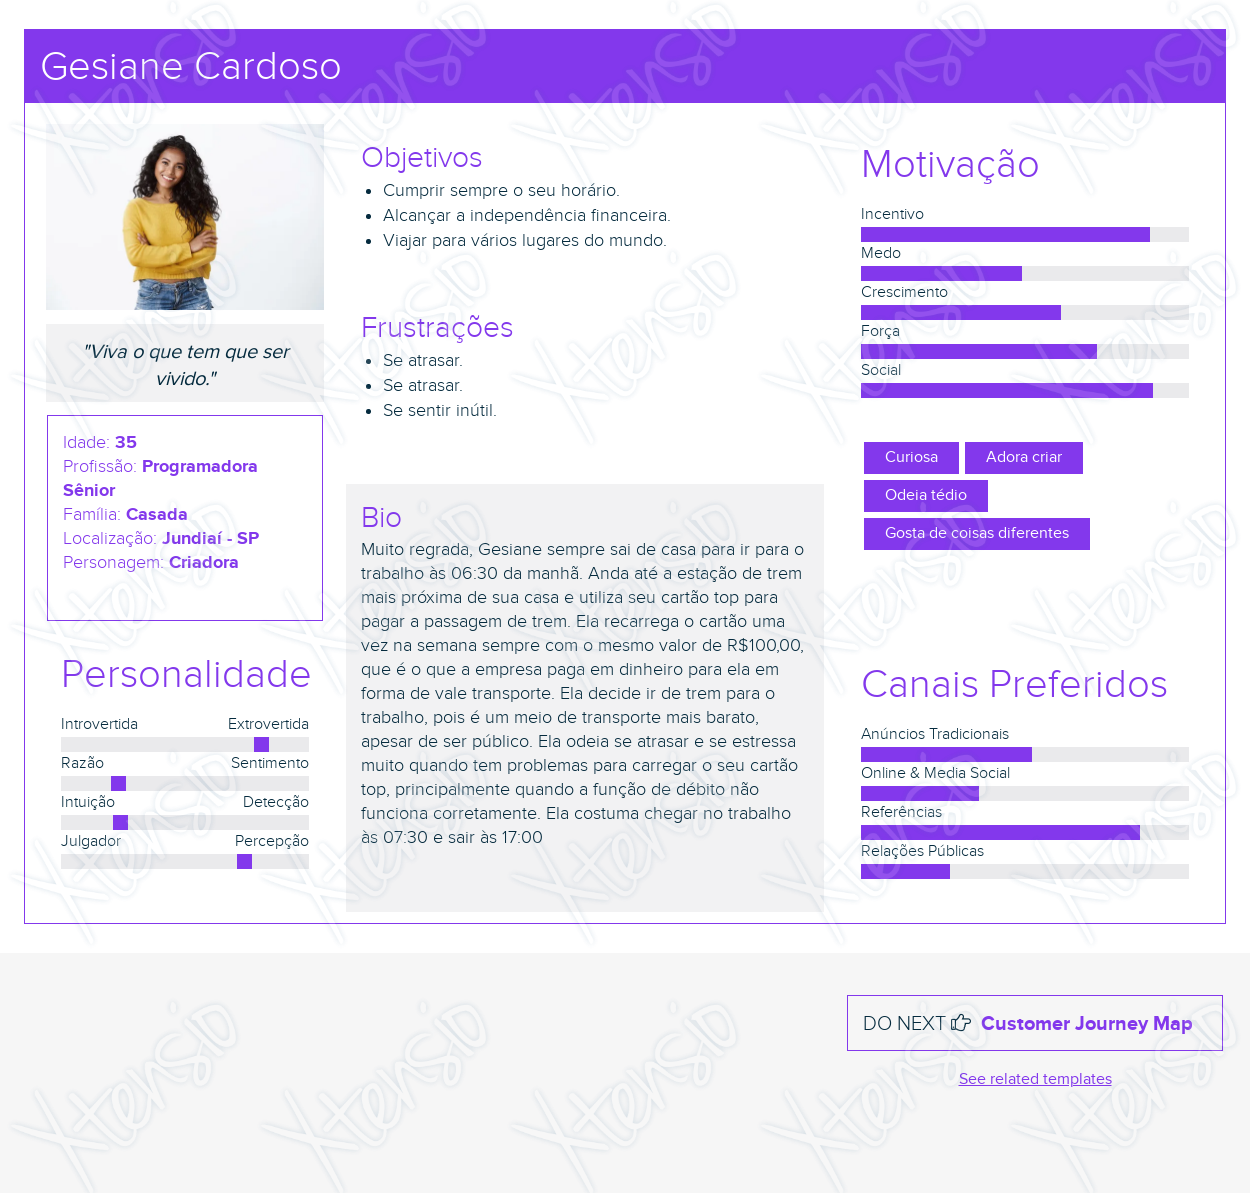 Gesiane Cardoso
"Viva o que tem que ser
vivido."
Idade: 35
Profissão: Programadora
Sênior
Família: Casada
Localização: Jundiaí - SP
Personagem: Criadora
Personalidade
Introvertida Extrovertida
Razão Sentimento
Intuição Detecção
Julgador Percepção
Objetivos
Cumprir sempre o seu horário.
Alcançar a independência financeira.
Viajar para vários lugares do mundo.
Frustrações
Se atrasar.
Se atrasar.
Se sentir inútil.
Bio
Muito regrada, Gesiane sempre sai de casa para ir para o
trabalho às 06:30 da manhã. Anda até a estação de trem
mais próxima de sua casa e utiliza seu cartão top para
pagar a passagem de trem. Ela recarrega o cartão uma
vez na semana sempre com o mesmo valor de R$100,00,
que é o que a empresa paga em dinheiro para ela em
forma de vale transporte. Ela decide ir de trem para o
trabalho, pois é um meio de transporte mais barato,
apesar de ser público. Ela odeia se atrasar e se estressa
muito quando tem problemas para carregar o seu cartão
top, principalmente quando a função de débito não
funciona corretamente. Ela costuma chegar no trabalho
às 07:30 e sair às 17:00
Motivação
Incentivo
Medo
Crescimento
Força
Social
Curiosa Adora criar
Odeia tédio
Gosta de coisas diferentes
Canais Preferidos
Anúncios Tradicionais
Online & Media Social
Referências
Relações Públicas
DO NEXT Customer Journey Map
See related templates
Xtensio